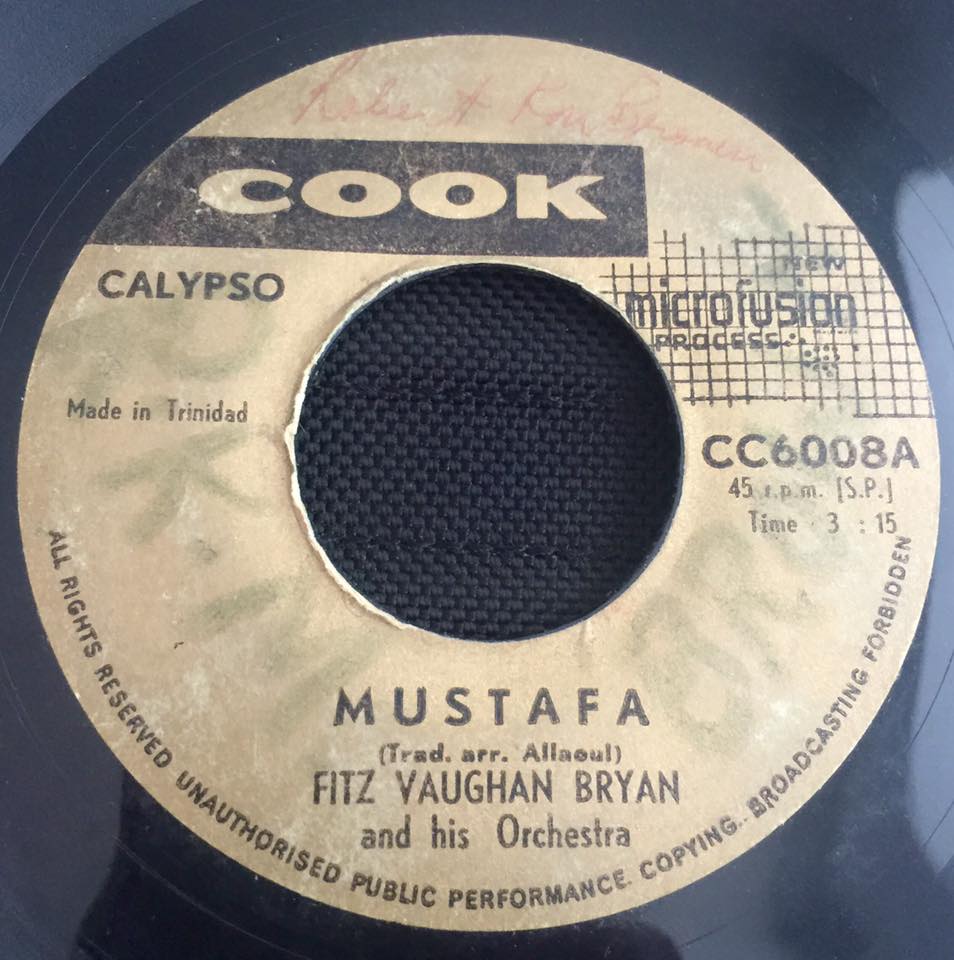 COOK
CALYPSO
NEW
microfusion
PROCESS
Made in Trinidad
CC6008A
45 r.p.m. [S.P.]
Time 3 : 15
MUSTAFA
(Trad. arr. Allaoul)
FITZ VAUGHAN BRYAN
and his Orchestra
ALL RIGHTS RESERVED UNAUTHORISED PUBLIC PERFORMANCE. COPYING. BROADCASTING FORBIDDEN